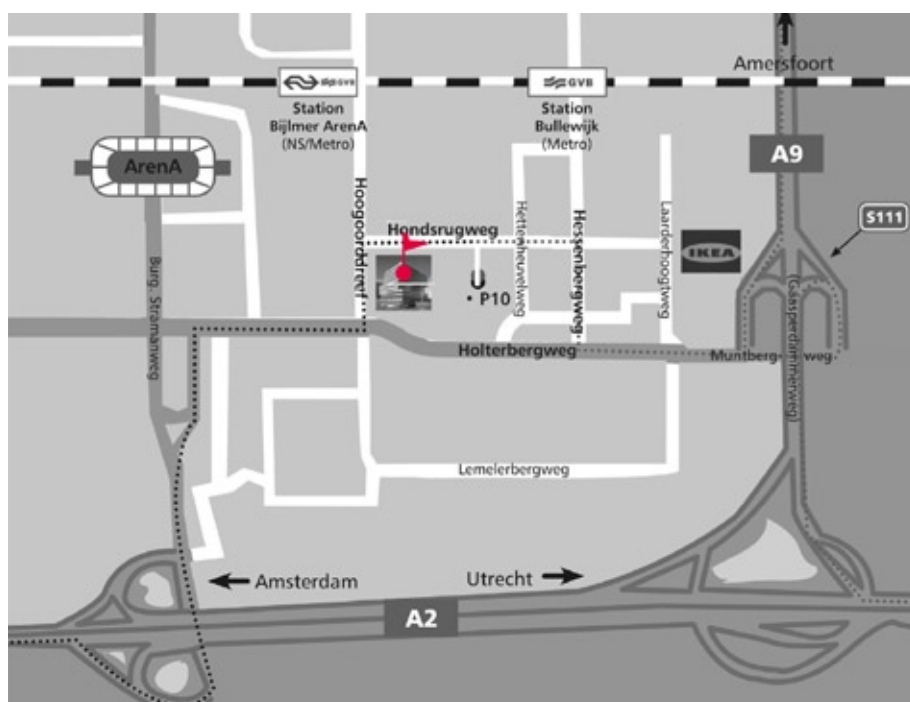 Amersfoort
GVB
GVB
Station
Bijlmer ArenA
(NS/Metro)
Station
Bullewijk
(Metro)
A9
ArenA
S111
Hoogoorddreef
Hondsrugweg
Hettenheuvelweg
Hessenbergweg
Laarderhoogtweg
IKEA
Burg. Stramanweg
• P10
(Gaasperdammerweg)
Holterbergweg
Muntbergweg
Lemelerbergweg
Amsterdam
Utrecht
A2